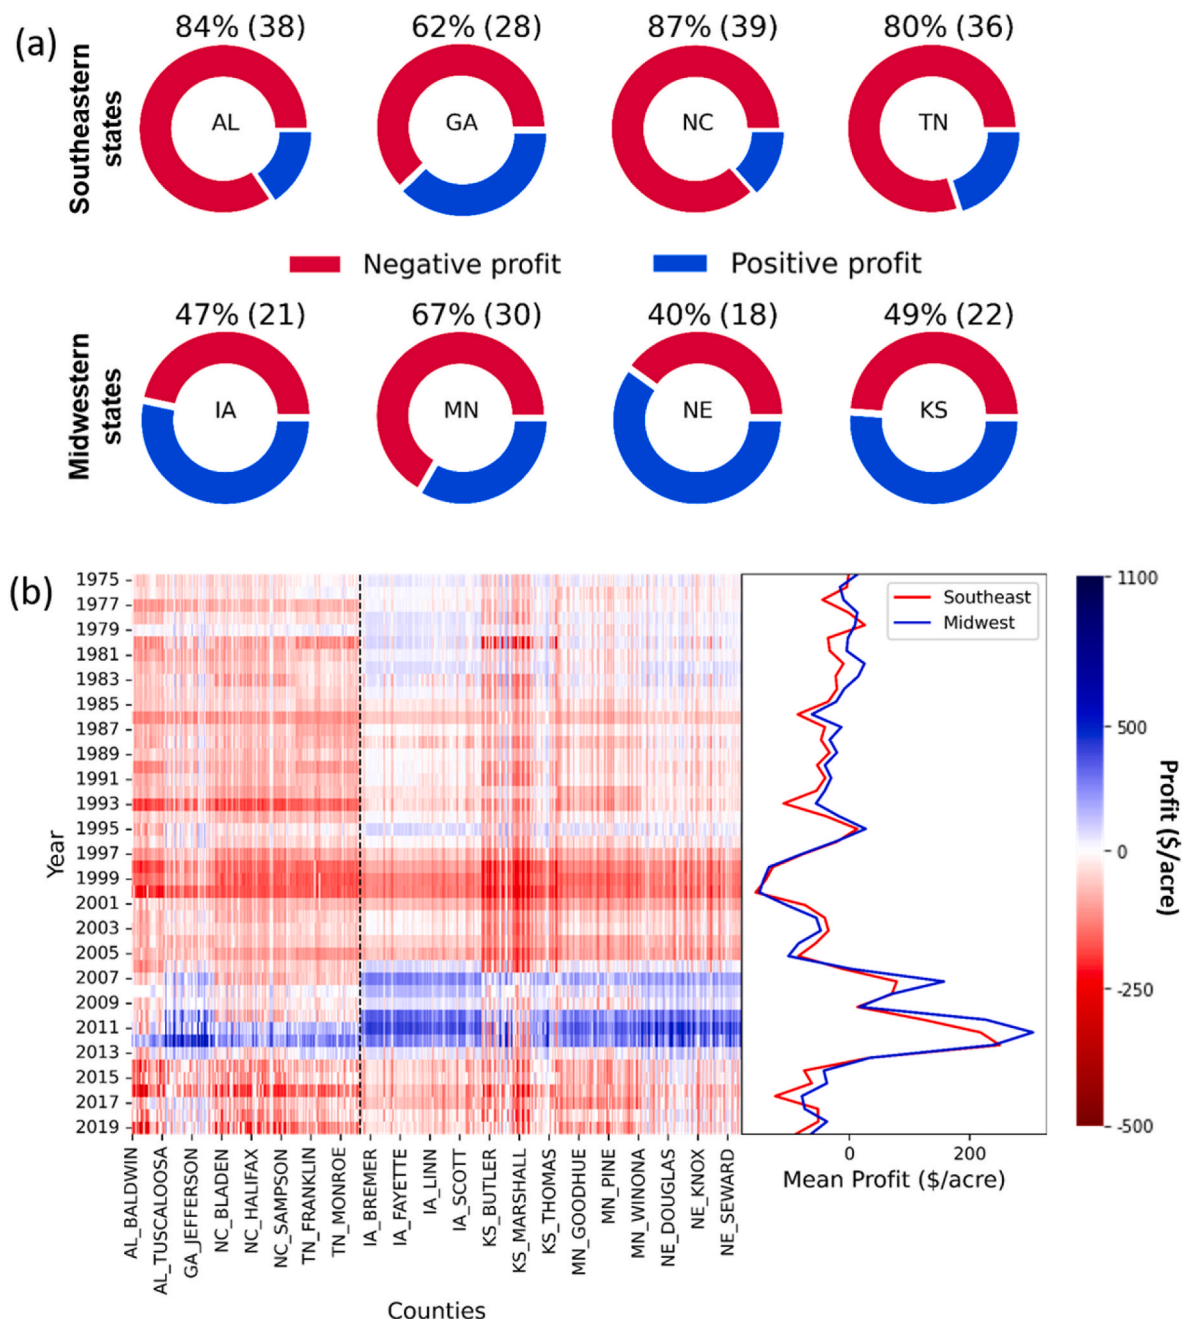 (a)
Southeastern
states
84% (38)
62% (28)
87% (39)
80% (36)
AL
GA
NC
TN
Negative profit
Positive profit
Midwestern
states
47% (21)
67% (30)
40% (18)
49% (22)
IA
MN
NE
KS
(b)
Year
1975
1977
1979
1981
1983
1985
1987
1989
1991
1993
1995
1997
1999
2001
2003
2005
2007
2009
2011
2013
2015
2017
2019
AL_BALDWIN
AL_TUSCALOOSA
GA_JEFFERSON
NC_BLADEN
NC_HALIFAX
NC_SAMPSON
TN_FRANKLIN
TN_MONROE
IA_BREMER
IA_FAYETTE
IA_LINN
IA_SCOTT
KS_BUTLER
KS_MARSHALL
KS_THOMAS
MN_GOODHUE
MN_PINE
MN_WINONA
NE_DOUGLAS
NE_KNOX
NE_SEWARD
Counties
Southeast
Midwest
0
200
Mean Profit ($/acre)
1100
500
0
-250
-500
Profit ($/acre)